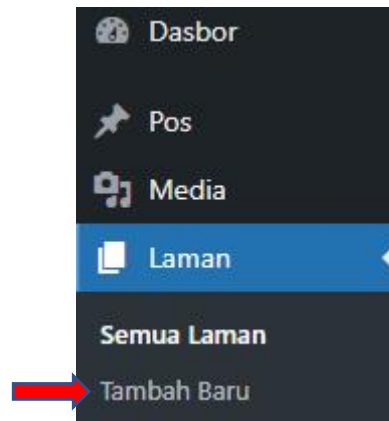 Dasbor
Pos
Media
Laman
Semua Laman
Tambah Baru